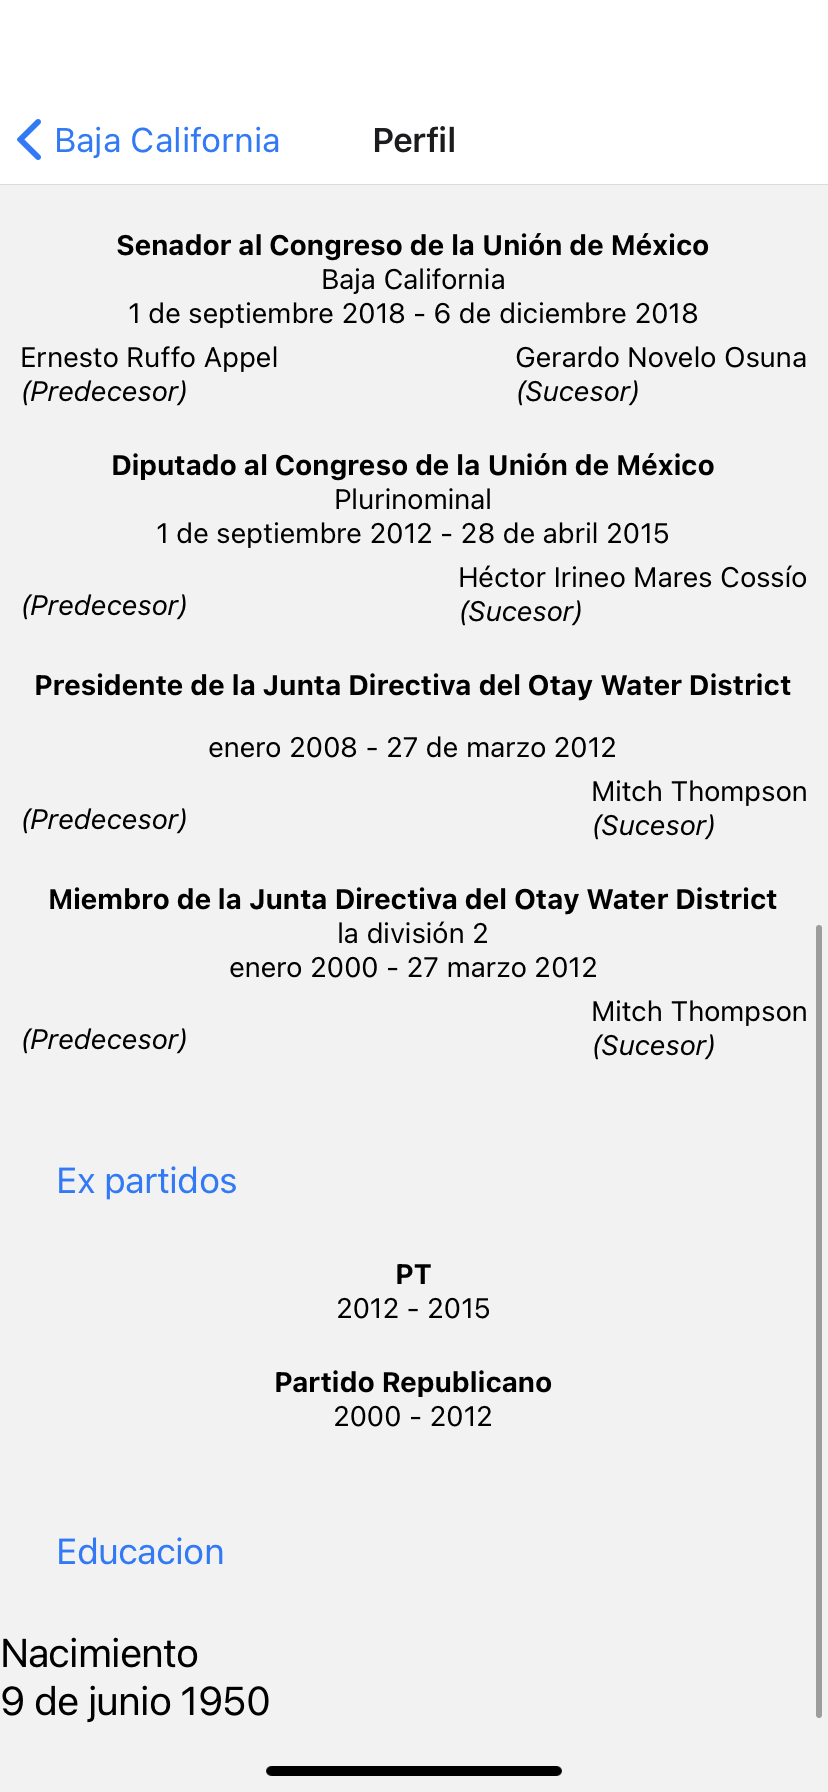 Baja California
Perfil
Senador al Congreso de la Unión de México
Baja California
1 de septiembre 2018 - 6 de diciembre 2018
Ernesto Ruffo Appel
(Predecesor)
Gerardo Novelo Osuna
(Sucesor)
Diputado al Congreso de la Unión de México
Plurinominal
1 de septiembre 2012 - 28 de abril 2015
(Predecesor)
Héctor Irineo Mares Cossío
(Sucesor)
Presidente de la Junta Directiva del Otay Water District
enero 2008 - 27 de marzo 2012
(Predecesor)
Mitch Thompson
(Sucesor)
Miembro de la Junta Directiva del Otay Water District
la división 2
enero 2000 - 27 marzo 2012
(Predecesor)
Mitch Thompson
(Sucesor)
Ex partidos
PT
2012 - 2015
Partido Republicano
2000 - 2012
Educacion
Nacimiento
9 de junio 1950